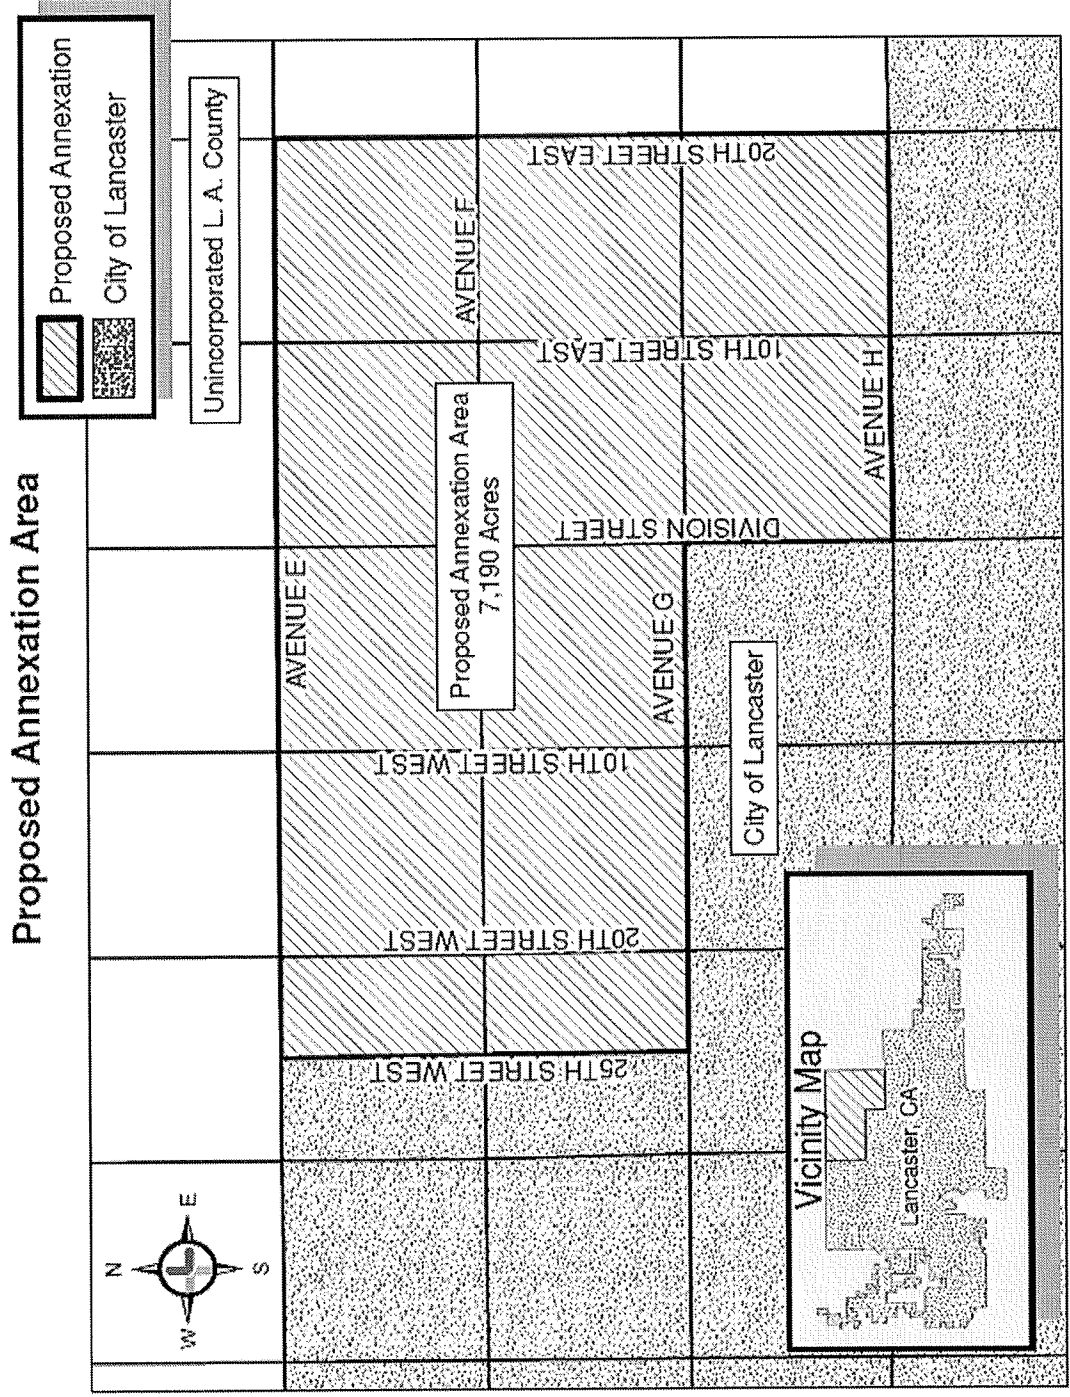 Proposed Annexation Area
Proposed Annexation
City of Lancaster
Unincorporated L. A. County
N
W
E
S
AVENUE E
AVENUE F
Proposed Annexation Area
7,190 Acres
AVENUE G
AVENUE H
25TH STREET WEST
20TH STREET WEST
10TH STREET WEST
DIVISION STREET
10TH STREET EAST
20TH STREET EAST
City of Lancaster
Vicinity Map
Lancaster, CA